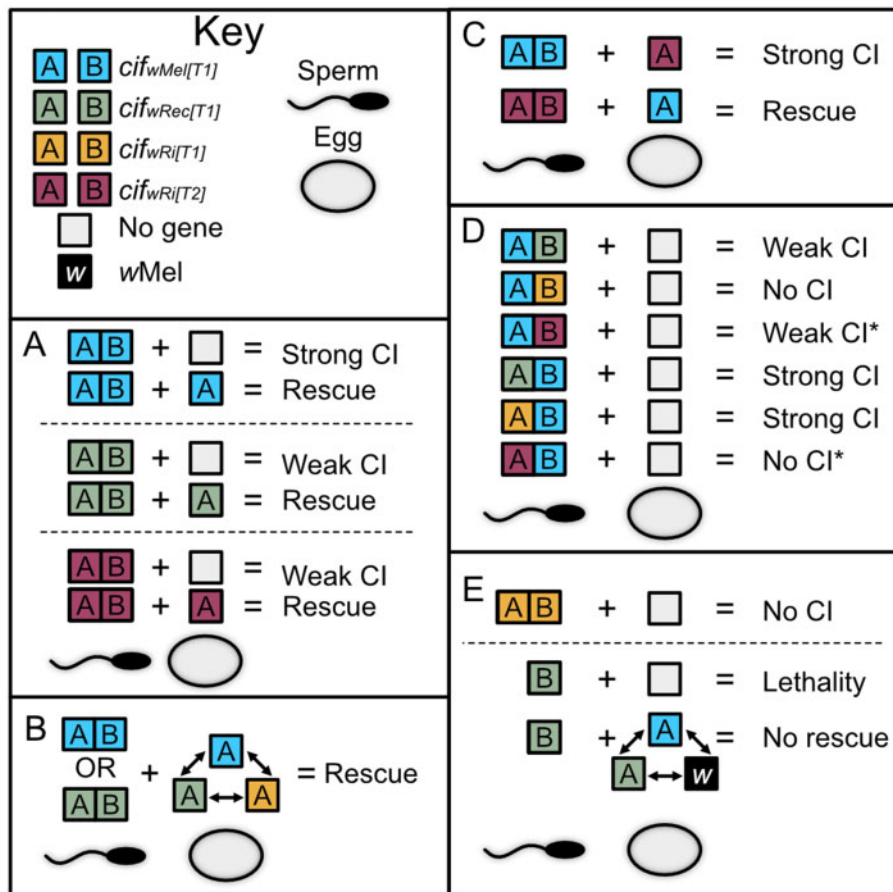 Key
A B cifwMel[T1]
A B cifwRec[T1]
A B cifwRi[T1]
A B cifwRi[T2]
No gene
w wMel
Sperm
Egg
A
A B + = Strong CI
A B + A = Rescue
A B + = Weak CI
A B + A = Rescue
A B + = Weak CI
A B + A = Rescue
B
A B
OR
A B
+
A
A A
= Rescue
C
A B + A = Strong CI
A B + A = Rescue
D
A B + = Weak CI
A B + = No CI
A B + = Weak CI*
A B + = Strong CI
A B + = Strong CI
A B + = No CI*
E
A B + = No CI
B + = Lethality
B + A = No rescue
A w